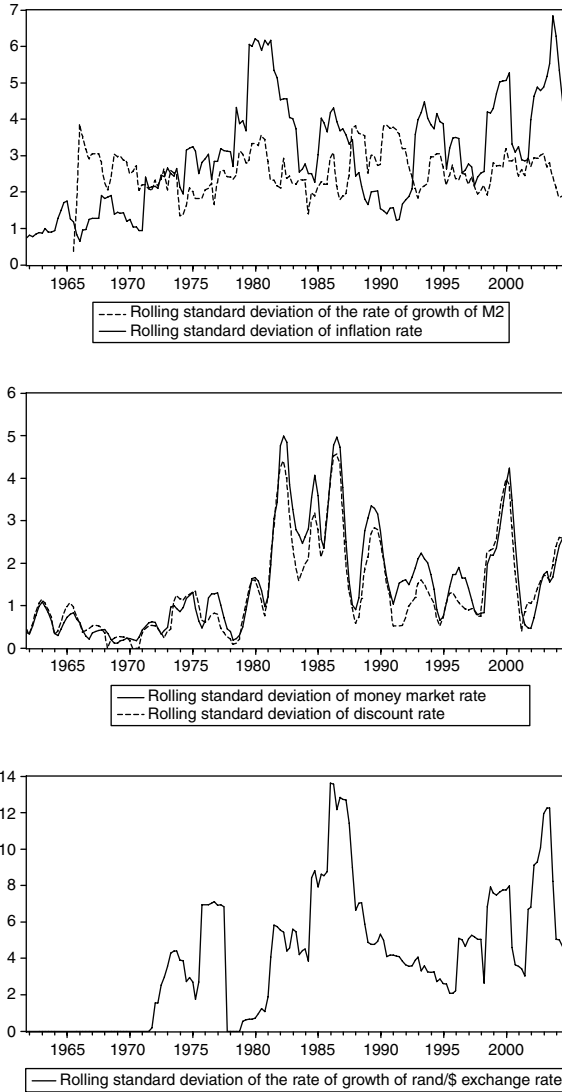 7
6
5
4
3
2
1
0
1965 1970 1975 1980 1985 1990 1995 2000
Rolling standard deviation of the rate of growth of M2
Rolling standard deviation of inflation rate
6
5
4
3
2
1
0
1965 1970 1975 1980 1985 1990 1995 2000
Rolling standard deviation of money market rate
Rolling standard deviation of discount rate
14
12
10
8
6
4
2
0
1965 1970 1975 1980 1985 1990 1995 2000
Rolling standard deviation of the rate of growth of rand/$ exchange rate